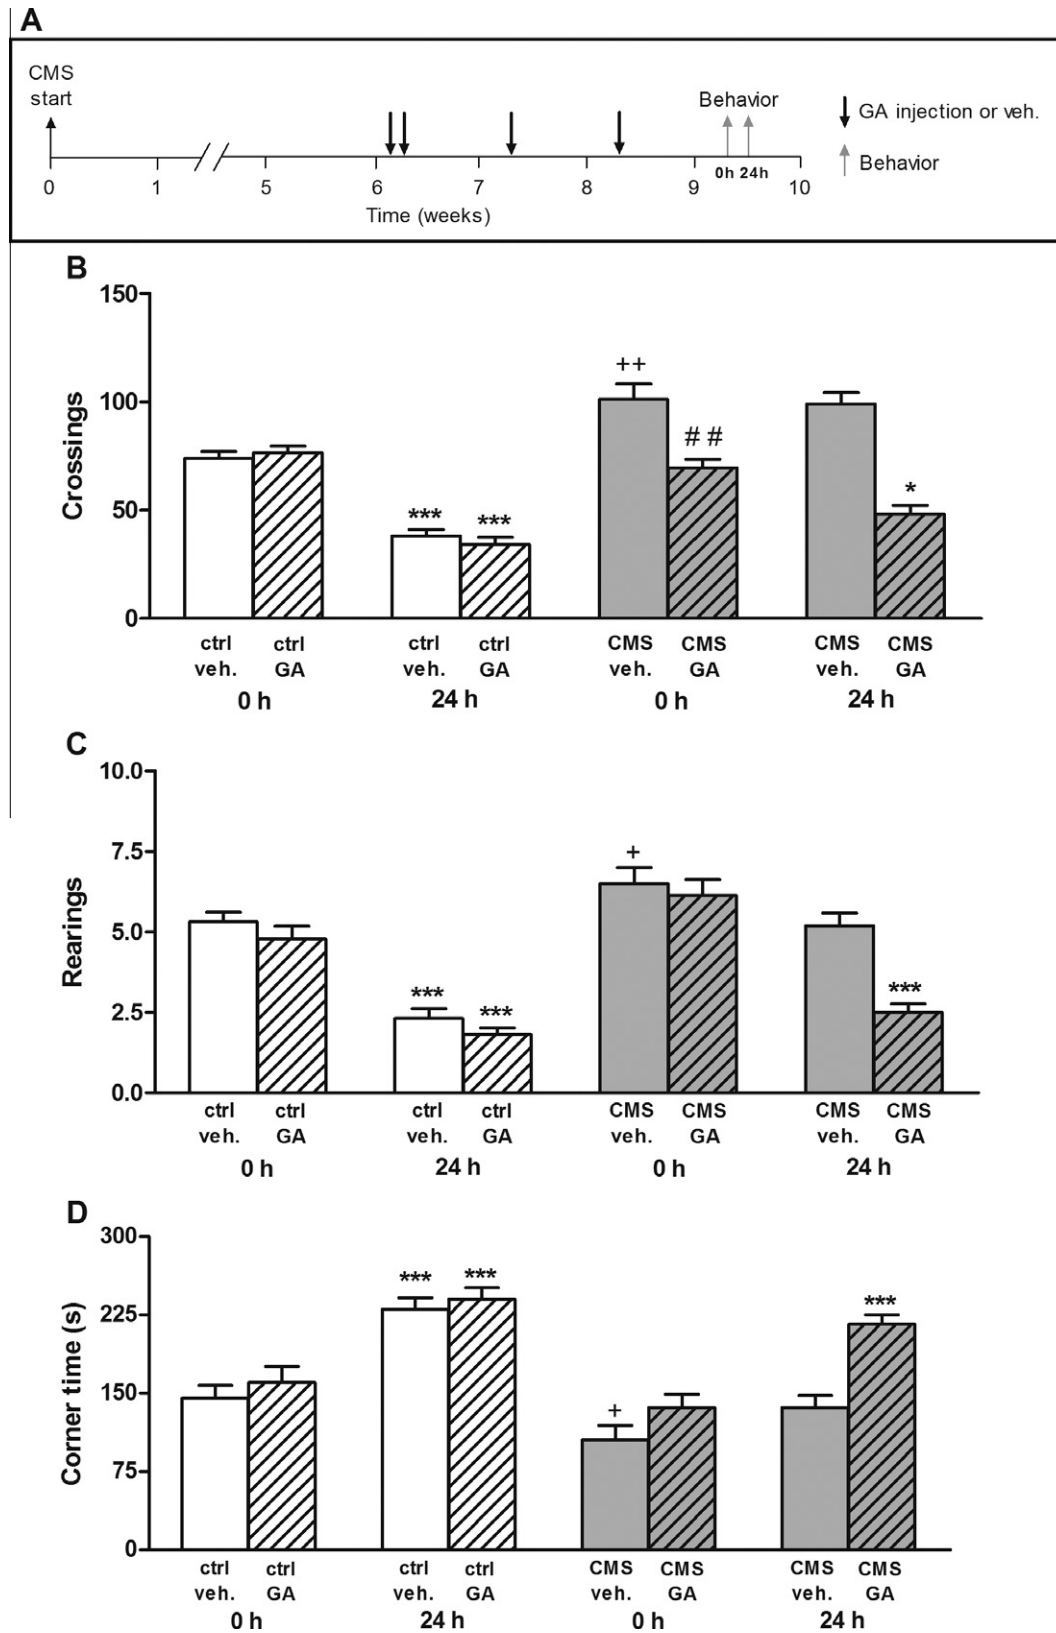 A
CMS
start
Behavior
GA injection or veh.
Behavior
0h 24h
0 1 5 6 7 8 9 10
Time (weeks)
B
150
100
50
0
Crossings
*** ***
++
# #
*
ctrl ctrl ctrl ctrl CMS CMS CMS CMS
veh. GA veh. GA veh. GA veh. GA
0 h 24 h 0 h 24 h
C
10.0
7.5
5.0
2.5
0.0
Rearings
*** ***
+
***
ctrl ctrl ctrl ctrl CMS CMS CMS CMS
veh. GA veh. GA veh. GA veh. GA
0 h 24 h 0 h 24 h
D
300
225
150
75
0
Corner time (s)
*** ***
+
***
ctrl ctrl ctrl ctrl CMS CMS CMS CMS
veh. GA veh. GA veh. GA veh. GA
0 h 24 h 0 h 24 h